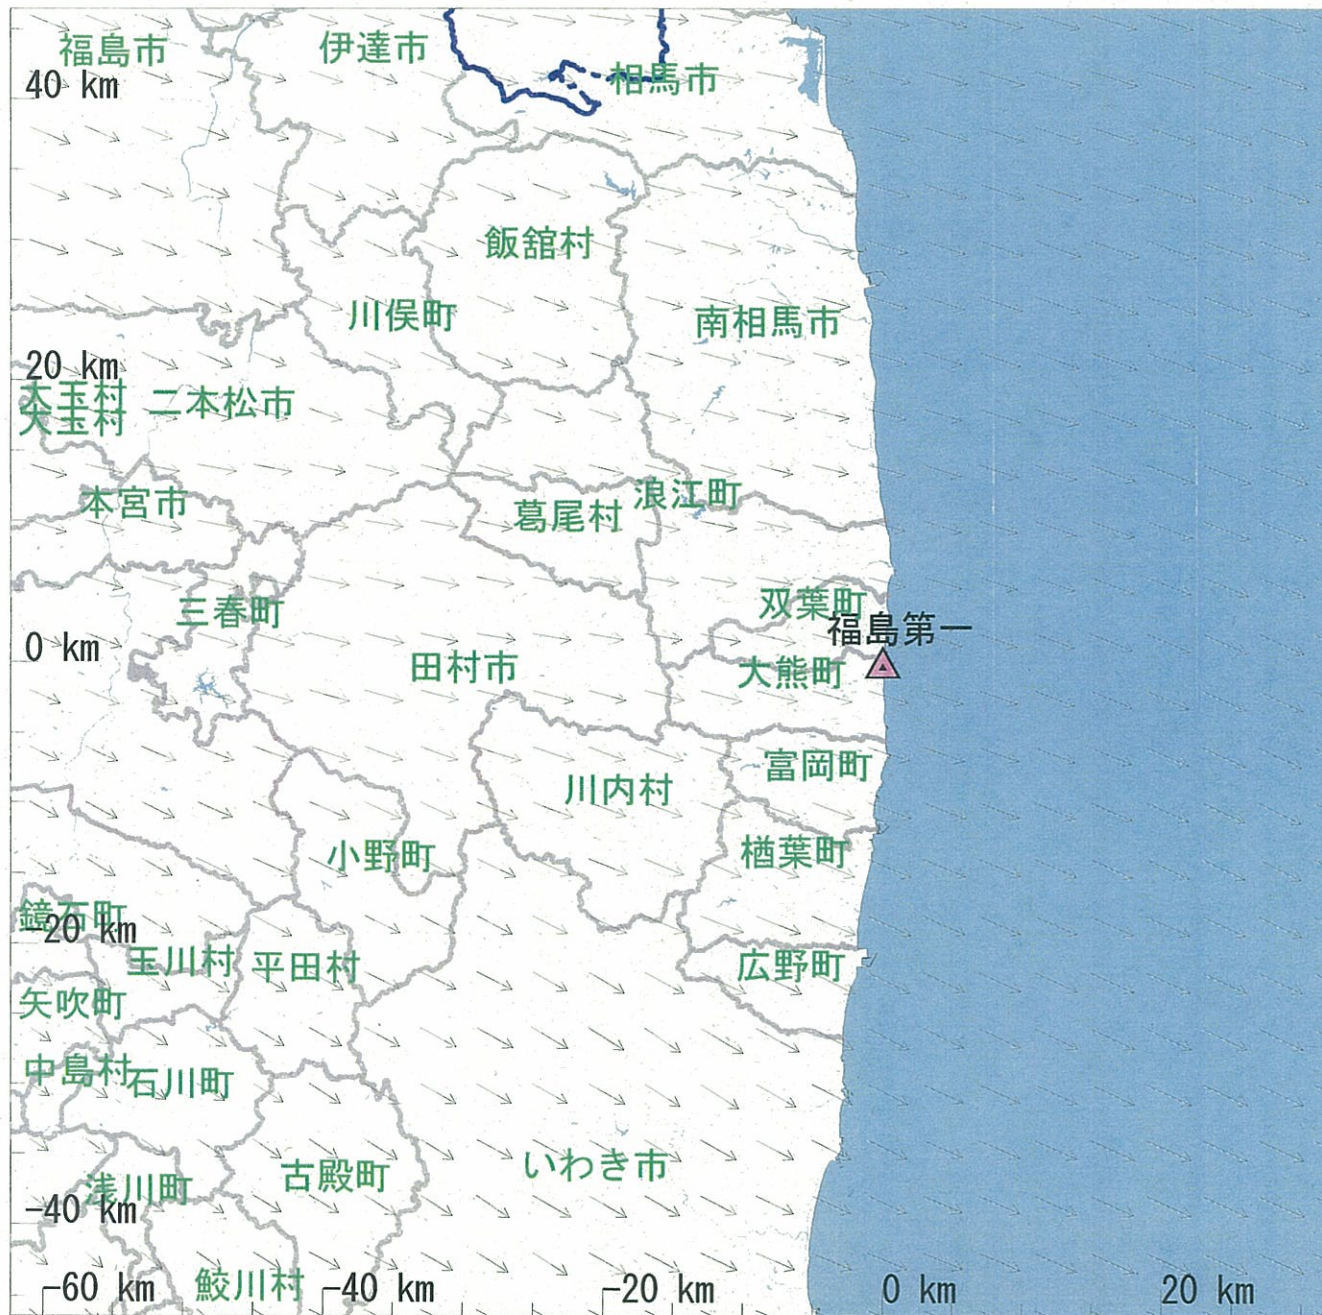 福島市
伊達市
相馬市
40 km
飯舘村
川俣町
南相馬市
20 km
大玉村
二本松市
大玉村
本宮市
浪江町
葛尾村
双葉町
三春町
福島第一
0 km
田村市
大熊町
富岡町
川内村
小野町
楢葉町
鏡石町
-20 km
玉川村
平田村
広野町
矢吹町
中島村
石川町
いわき市
古殿町
浅川町
-40 km
-60 km
鮫川村
-40 km
-20 km
0 km
20 km